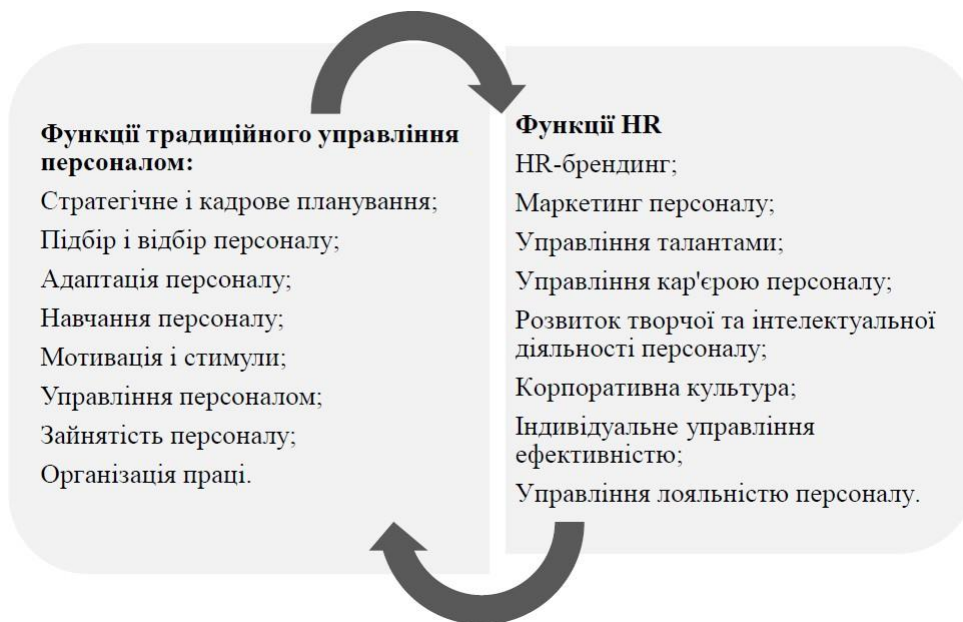 Функції традиційного управління
персоналом:
Стратегічне і кадрове планування;
Підбір і відбір персоналу;
Адаптація персоналу;
Навчання персоналу;
Мотивація і стимули;
Управління персоналом;
Зайнятість персоналу;
Організація праці.
Функції HR
HR-брендинг;
Маркетинг персоналу;
Управління талантами;
Управління кар'єрою персоналу;
Розвиток творчої та інтелектуальної
діяльності персоналу;
Корпоративна культура;
Індивідуальне управління
ефективністю;
Управління лояльністю персоналу.